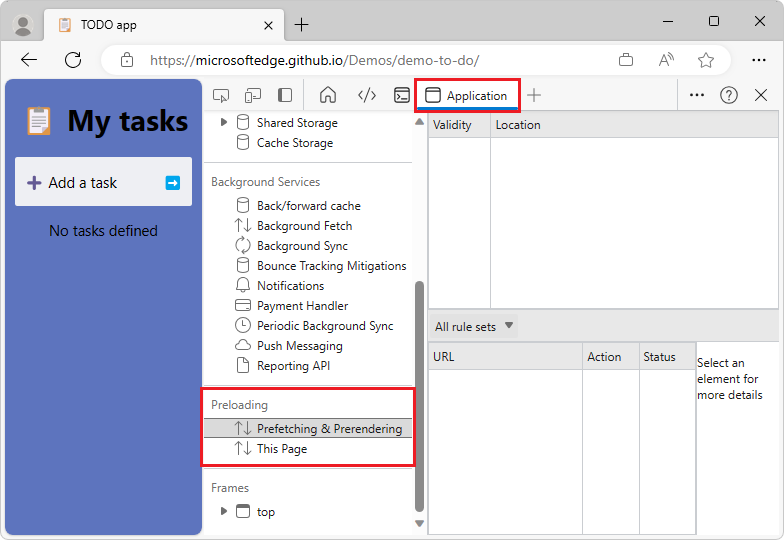 TODO app
https://microsoftedge.github.io/Demos/demo-to-do/
My tasks
Add a task
No tasks defined
Application
Shared Storage
Cache Storage
Background Services
Back/forward cache
Background Fetch
Background Sync
Bounce Tracking Mitigations
Notifications
Payment Handler
Periodic Background Sync
Push Messaging
Reporting API
Preloading
Prefetching & Prerendering
This Page
Frames
top
Validity
Location
All rule sets
URL
Action
Status
Select an
element for
more details